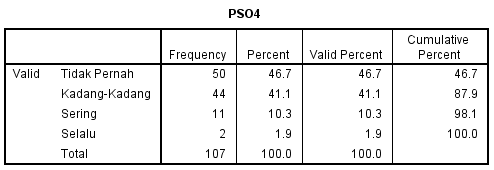 PSO4
Frequency Percent Valid Percent Cumulative Percent
Valid Tidak Pernah 50 46.7 46.7 46.7
Kadang-Kadang 44 41.1 41.1 87.9
Sering 11 10.3 10.3 98.1
Selalu 2 1.9 1.9 100.0
Total 107 100.0 100.0